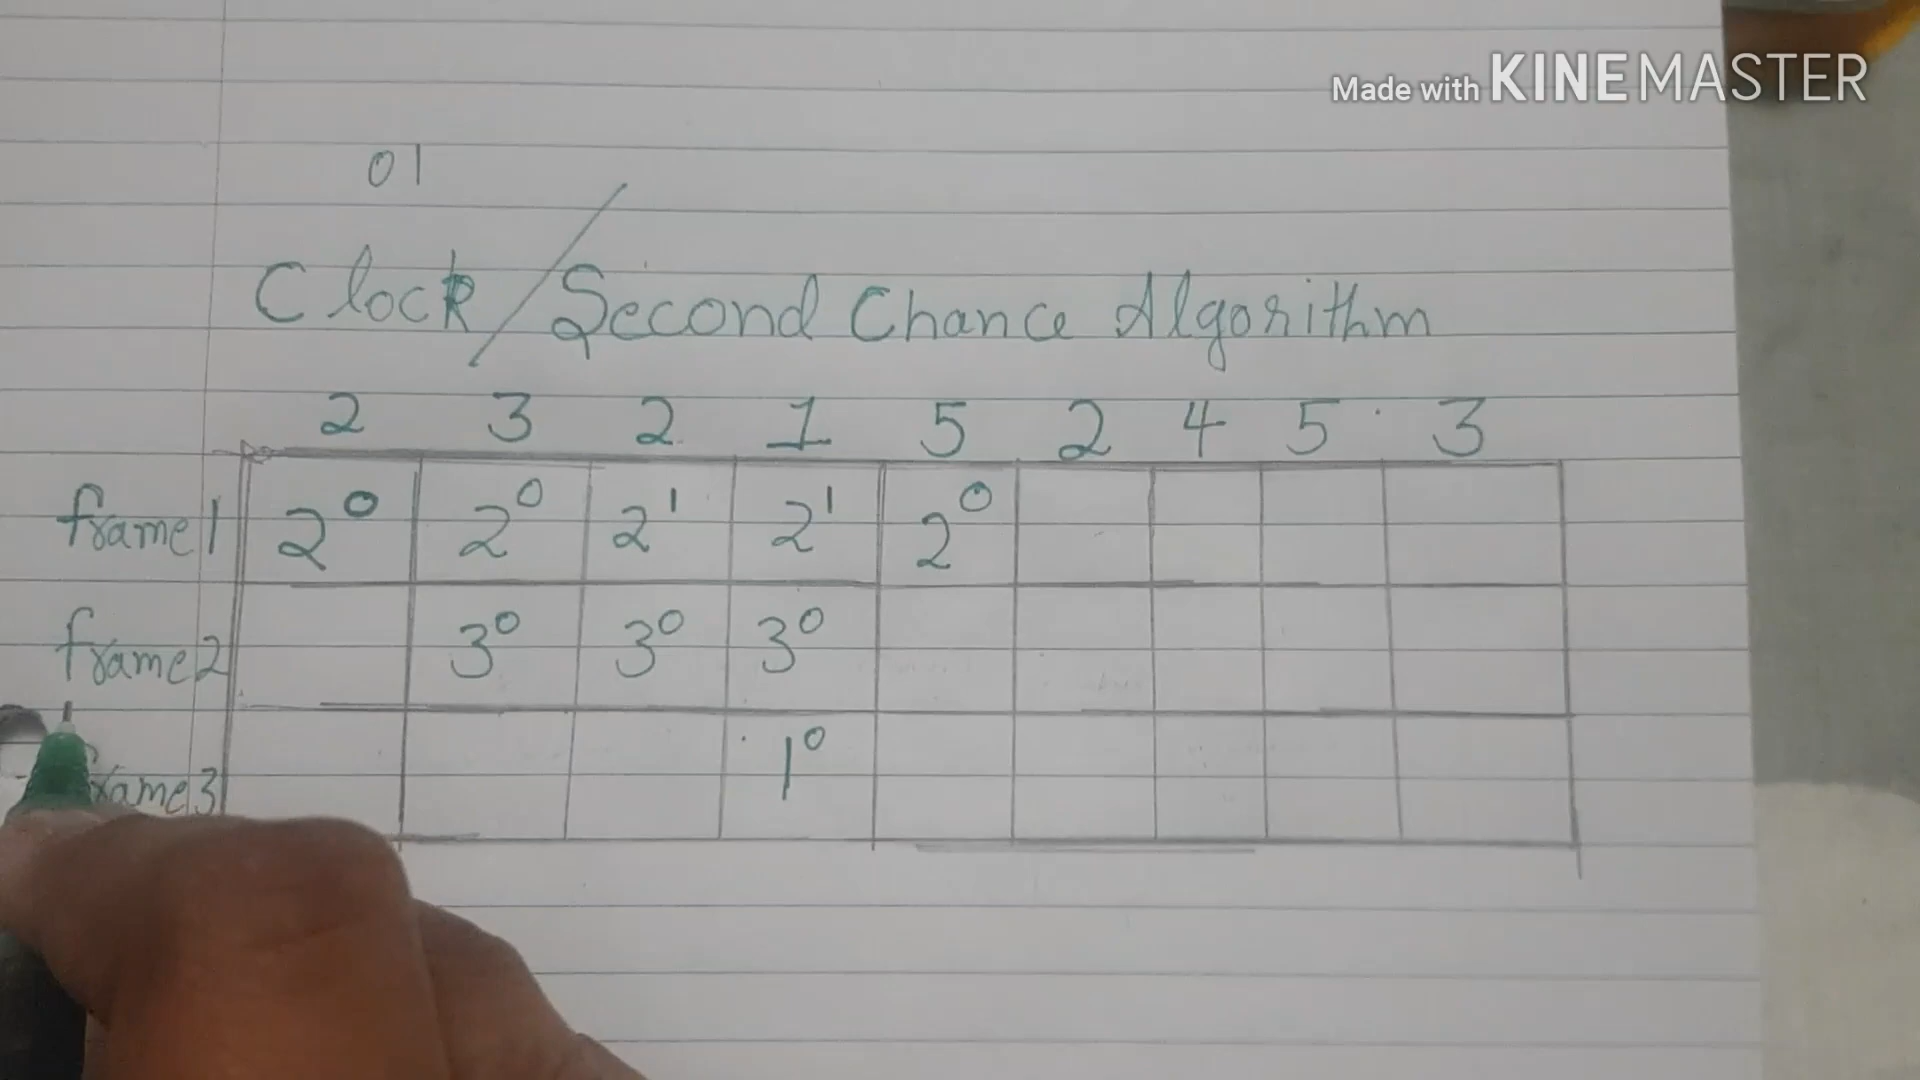 Made with KINEMASTER
01
Clock/Second Chance Algorithm
2 3 2 1 5 2 4 5 3
frame1 2⁰ 2⁰ 2¹ 2¹ 2⁰
frame2 3⁰ 3⁰ 3⁰
frame3 1⁰